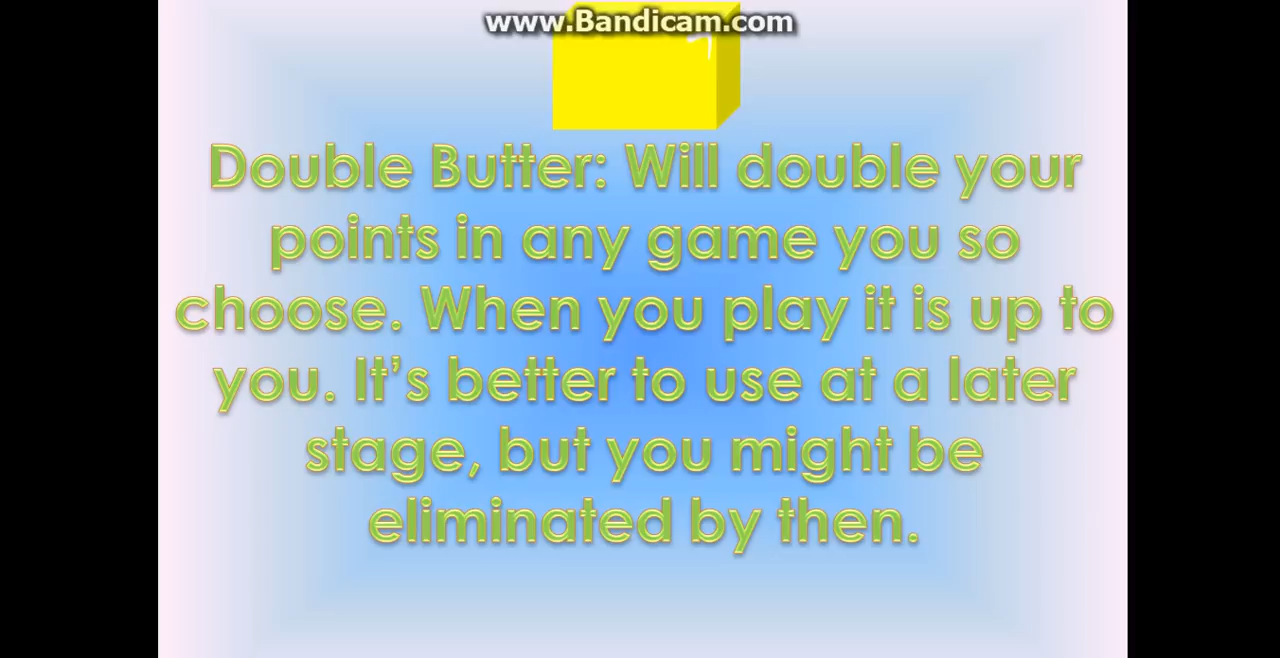 www.Bandicam.com
Double Butter: Will double your
points in any game you so
choose. When you play it is up to
you. It’s better to use at a later
stage, but you might be
eliminated by then.